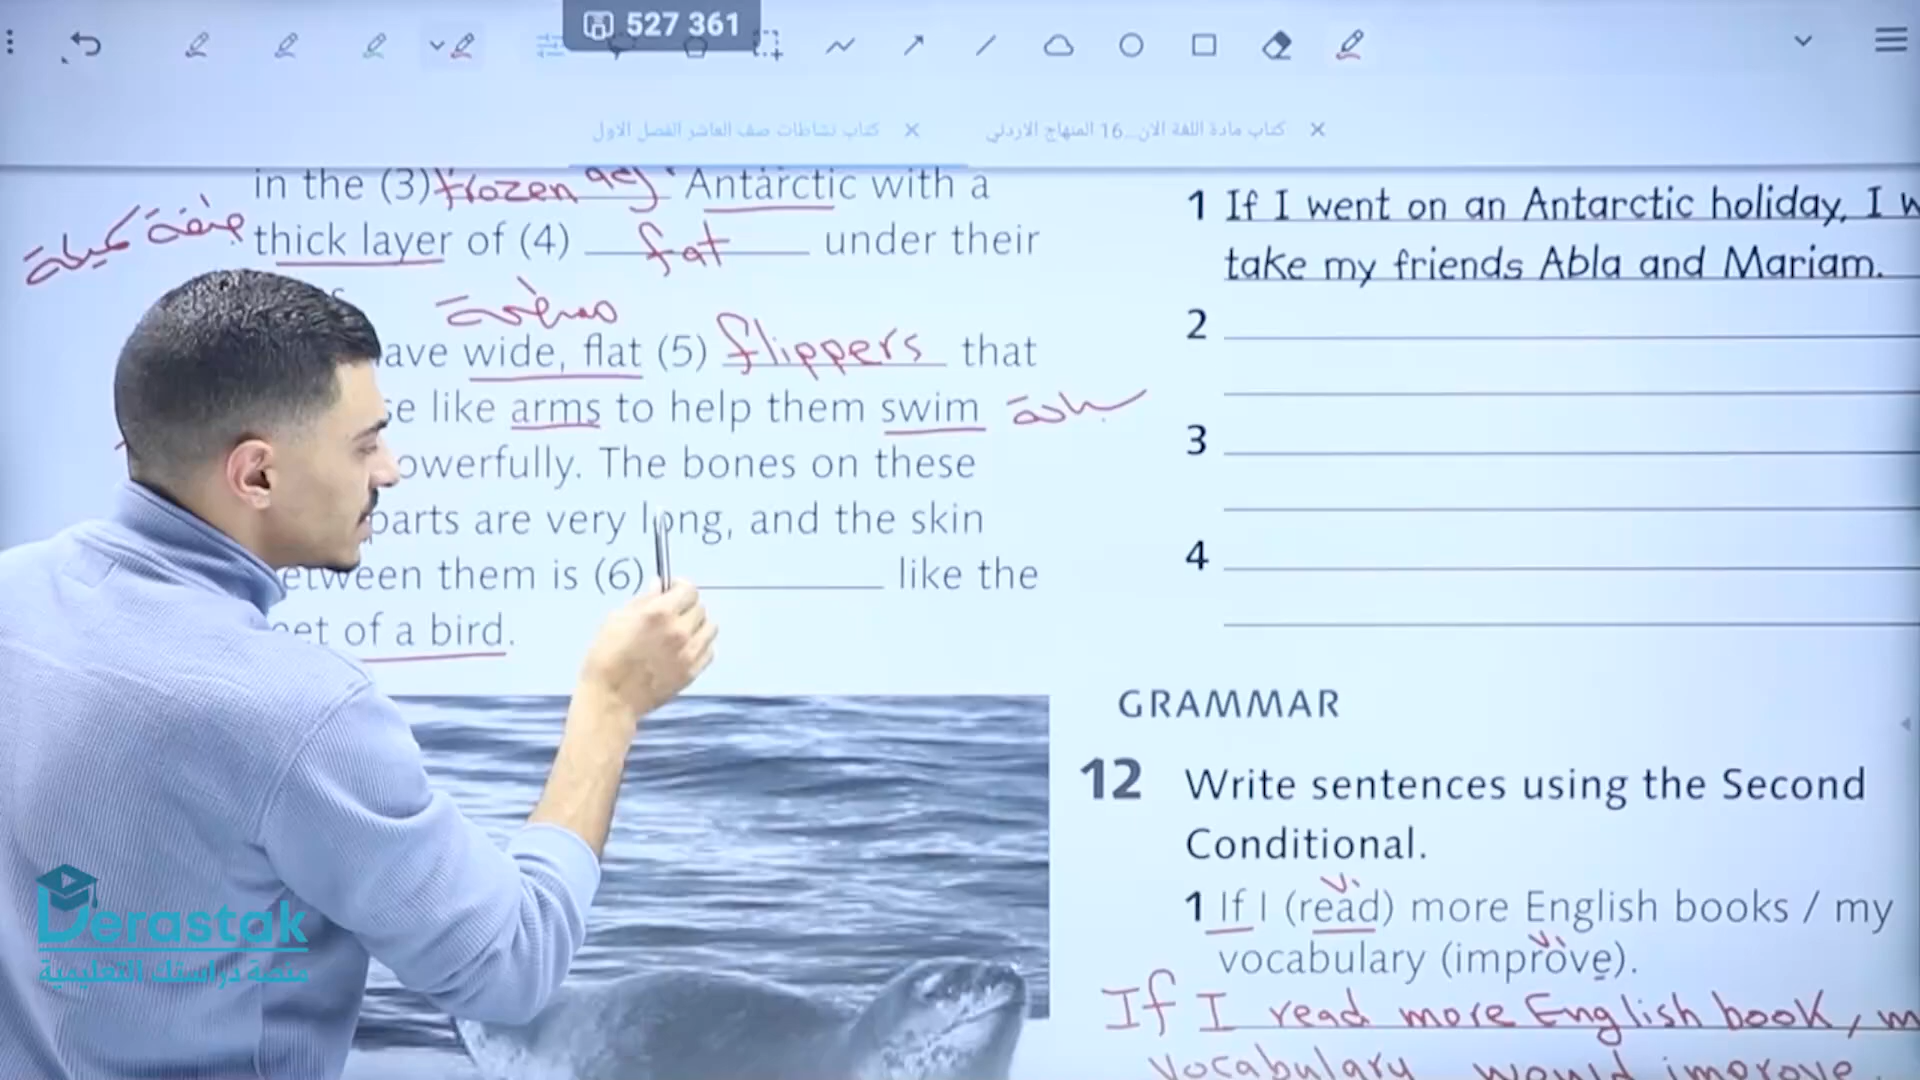 527 361
كتاب نشاطات صف العاشر الفصل الاول ×
كتاب مادة اللغة الان...16 المنهاج الاردني ×
in the (3) frozen adj Antarctic with a
thick layer of (4) fat under their
ave wide, flat (5) flippers that
se like arms to help them swim
owerfully. The bones on these
parts are very long, and the skin
etween them is (6) like the
eet of a bird.
1 If I went on an Antarctic holiday, I w
take my friends Abla and Mariam.
2
3
4
GRAMMAR
12 Write sentences using the Second
Conditional.
1 If I (read) more English books / my
vocabulary (improve).
If I read more English book, m
vocabulary would improve
Derastak
منصة دراستك التعليمية